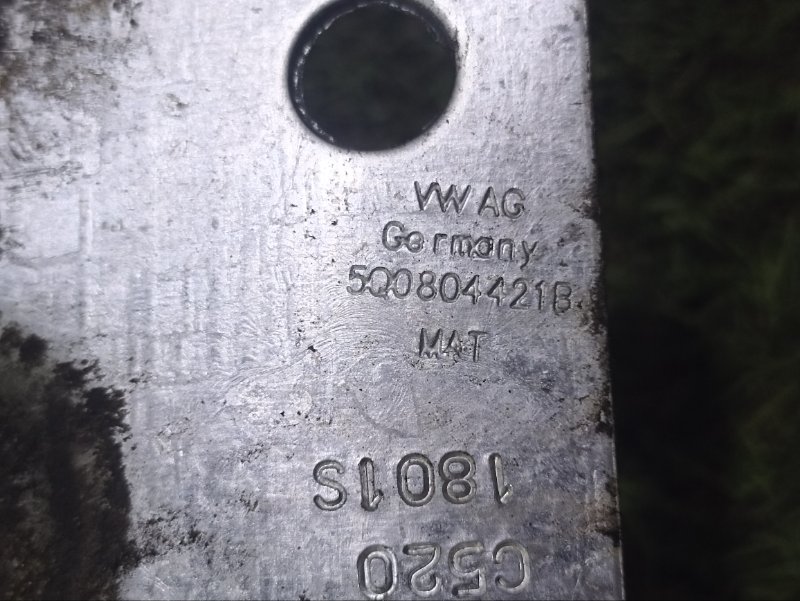 VW AG
Germany
5Q0804421B
MAT
1801S
C520